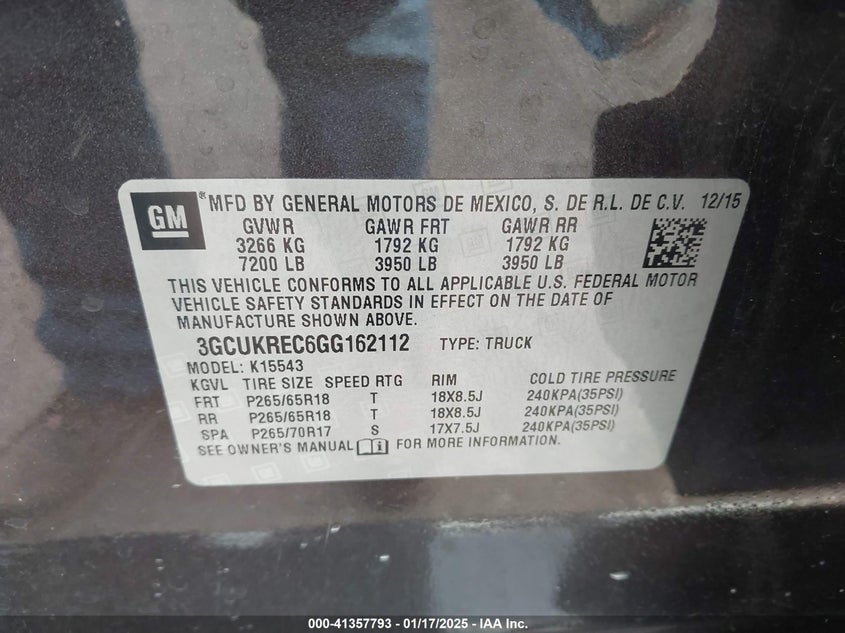 GM ® MFD BY GENERAL MOTORS DE MEXICO, S. DE R.L. DE C.V. 12/15
GVWR GAWR FRT GAWR RR
3266 KG 1792 KG 1792 KG
7200 LB 3950 LB 3950 LB
THIS VEHICLE CONFORMS TO ALL APPLICABLE U.S. FEDERAL MOTOR
VEHICLE SAFETY STANDARDS IN EFFECT ON THE DATE OF
MANUFACTURE SHOWN ABOVE.
3GCUKREC6GG162112 TYPE: TRUCK
MODEL: K15543
KGVL TIRE SIZE SPEED RTG RIM COLD TIRE PRESSURE
FRT P265/65R18 T 18X8.5J 240KPA(35PSI)
RR P265/65R18 T 18X8.5J 240KPA(35PSI)
SPA P265/70R17 S 17X7.5J 240KPA(35PSI)
SEE OWNER'S MANUAL FOR MORE INFORMATION.
000-41357793 - 01/17/2025 - IAA Inc.